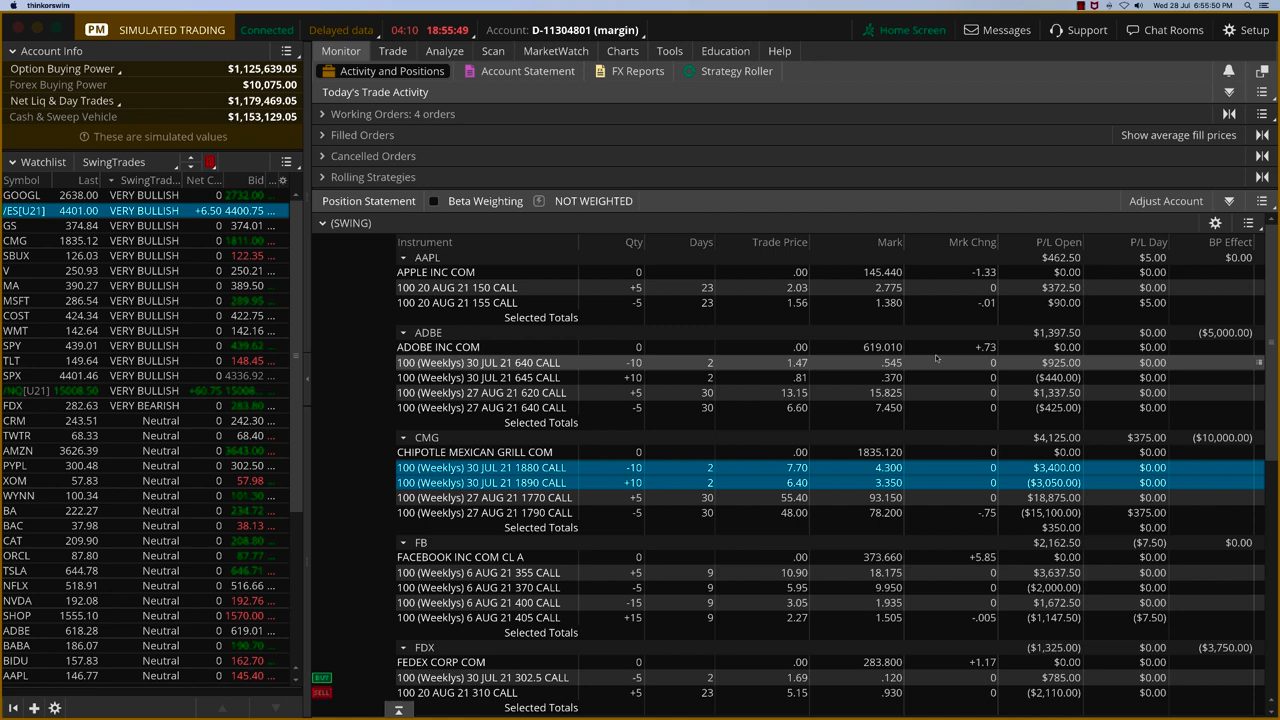 thinkorswim Wed 28 Jul 6:55:50 PM
PM SIMULATED TRADING Connected Delayed data 04:10 18:55:49 Account: D-11304801 (margin) Home Screen Messages Support Chat Rooms Setup
Account Info
Option Buying Power $1,125,639.05
Forex Buying Power $10,075.00
Net Liq & Day Trades $1,179,469.05
Cash & Sweep Vehicle $1,153,129.05
These are simulated values
Watchlist SwingTrades
Symbol Last SwingTrad... Net C... Bid ...
GOOGL 2638.00 VERY BULLISH 0 2732.00 ...
/ES[U21] 4401.00 VERY BULLISH +6.50 4400.75 ...
GS 374.84 VERY BULLISH 0 374.01 ...
CMG 1835.12 VERY BULLISH 0 1811.00 ...
SBUX 126.03 VERY BULLISH 0 122.35 ...
V 250.93 VERY BULLISH 0 250.21 ...
MA 390.27 VERY BULLISH 0 389.50 ...
MSFT 286.54 VERY BULLISH 0 289.95 ...
COST 424.34 VERY BULLISH 0 422.75 ...
WMT 142.64 VERY BULLISH 0 142.16 ...
SPY 439.01 VERY BULLISH 0 439.62 ...
TLT 149.64 VERY BULLISH 0 148.45 ...
SPX 4401.46 VERY BULLISH 0 4336.92 ...
/NQ[U21] 15008.50 VERY BULLISH +60.75 15008... ...
FDX 282.63 VERY BEARISH 0 283.80 ...
CRM 243.51 Neutral 0 242.30 ...
TWTR 68.33 Neutral 0 68.40 ...
AMZN 3626.39 Neutral 0 3643.00 ...
PYPL 300.48 Neutral 0 302.50 ...
XOM 57.83 Neutral 0 57.98 ...
WYNN 100.34 Neutral 0 101.30 ...
BA 222.27 Neutral 0 234.72 ...
BAC 37.98 Neutral 0 38.13 ...
CAT 209.90 Neutral 0 208.80 ...
ORCL 87.80 Neutral 0 87.77 ...
TSLA 644.78 Neutral 0 646.71 ...
NFLX 518.91 Neutral 0 516.66 ...
NVDA 192.08 Neutral 0 192.76 ...
SHOP 1555.10 Neutral 0 1570.00 ...
ADBE 618.28 Neutral 0 619.01 ...
BABA 186.07 Neutral 0 190.70 ...
BIDU 157.83 Neutral 0 162.70 ...
AAPL 146.77 Neutral 0 145.40 ...
Monitor Trade Analyze Scan MarketWatch Charts Tools Education Help
Activity and Positions Account Statement FX Reports Strategy Roller
Today's Trade Activity
Working Orders: 4 orders
Filled Orders Show average fill prices
Cancelled Orders
Rolling Strategies
Position Statement Beta Weighting NOT WEIGHTED Adjust Account
(SWING)
Instrument Qty Days Trade Price Mark Mrk Chng P/L Open P/L Day BP Effect
AAPL $462.50 $5.00 $0.00
APPLE INC COM 0 .00 145.440 -1.33 $0.00 $0.00
100 20 AUG 21 150 CALL +5 23 2.03 2.775 0 $372.50 $0.00
100 20 AUG 21 155 CALL -5 23 1.56 1.380 -.01 $90.00 $5.00
Selected Totals
ADBE $1,397.50 $0.00 ($5,000.00)
ADOBE INC COM 0 .00 619.010 +.73 $0.00 $0.00
100 (Weeklys) 30 JUL 21 640 CALL -10 2 1.47 .545 0 $925.00 $0.00
100 (Weeklys) 30 JUL 21 645 CALL +10 2 .81 .370 0 ($440.00) $0.00
100 (Weeklys) 27 AUG 21 620 CALL +5 30 13.15 15.825 0 $1,337.50 $0.00
100 (Weeklys) 27 AUG 21 640 CALL -5 30 6.60 7.450 0 ($425.00) $0.00
Selected Totals
CMG $4,125.00 $375.00 ($10,000.00)
CHIPOTLE MEXICAN GRILL COM 0 .00 1835.120 0 $0.00 $0.00
100 (Weeklys) 30 JUL 21 1880 CALL -10 2 7.70 4.300 0 $3,400.00 $0.00
100 (Weeklys) 30 JUL 21 1890 CALL +10 2 6.40 3.350 0 ($3,050.00) $0.00
100 (Weeklys) 27 AUG 21 1770 CALL +5 30 55.40 93.150 0 $18,875.00 $0.00
100 (Weeklys) 27 AUG 21 1790 CALL -5 30 48.00 78.200 -.75 ($15,100.00) $375.00
Selected Totals $350.00 $0.00
FB $2,162.50 ($7.50) $0.00
FACEBOOK INC COM CL A 0 .00 373.660 +5.85 $0.00 $0.00
100 (Weeklys) 6 AUG 21 355 CALL +5 9 10.90 18.175 0 $3,637.50 $0.00
100 (Weeklys) 6 AUG 21 370 CALL -5 9 5.95 9.950 0 ($2,000.00) $0.00
100 (Weeklys) 6 AUG 21 400 CALL -15 9 3.05 1.935 0 $1,672.50 $0.00
100 (Weeklys) 6 AUG 21 405 CALL +15 9 2.27 1.505 -.005 ($1,147.50) ($7.50)
Selected Totals
FDX ($1,325.00) $0.00 ($3,750.00)
FEDEX CORP COM 0 .00 283.800 +1.17 $0.00 $0.00
BUY 100 (Weeklys) 30 JUL 21 302.5 CALL -5 2 1.69 .120 0 $785.00 $0.00
SELL 100 20 AUG 21 310 CALL +5 23 5.15 .930 0 ($2,110.00) $0.00
Selected Totals